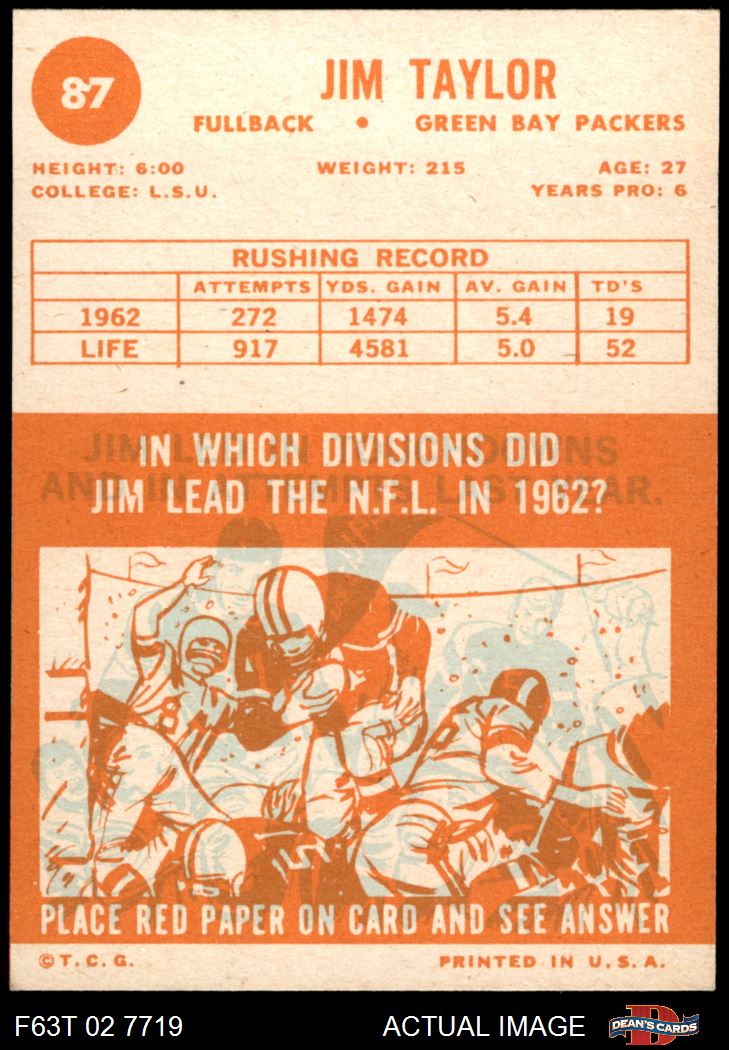 87
JIM TAYLOR
FULLBACK • GREEN BAY PACKERS
HEIGHT: 6:00 WEIGHT: 215 AGE: 27
COLLEGE: L.S.U. YEARS PRO: 6
RUSHING RECORD
ATTEMPTS YDS. GAIN AV. GAIN TD'S
1962 272 1474 5.4 19
LIFE 917 4581 5.0 52
IN WHICH DIVISIONS DID
JIM LEAD THE N.F.L. IN 1962?
PLACE RED PAPER ON CARD AND SEE ANSWER
© T. C. G. PRINTED IN U. S. A.
F63T 02 7719 ACTUAL IMAGE DEAN'S CARDS